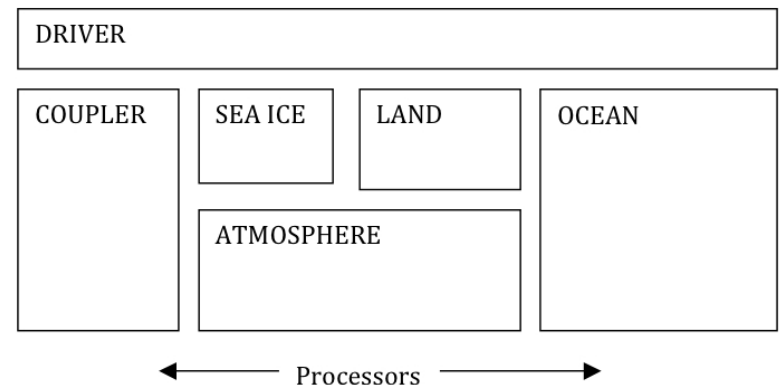 DRIVER
COUPLER
SEA ICE
LAND
OCEAN
ATMOSPHERE
Processors